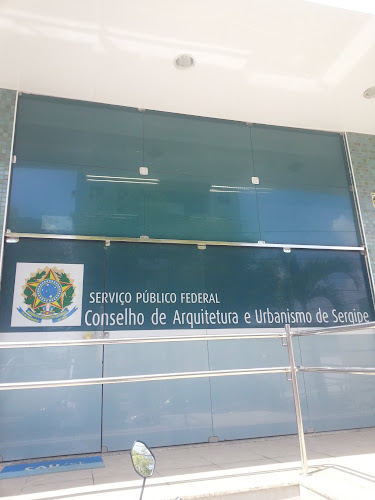 SERVIÇO PÚBLICO FEDERAL
Conselho de Arquitetura e Urbanismo de Sergipe